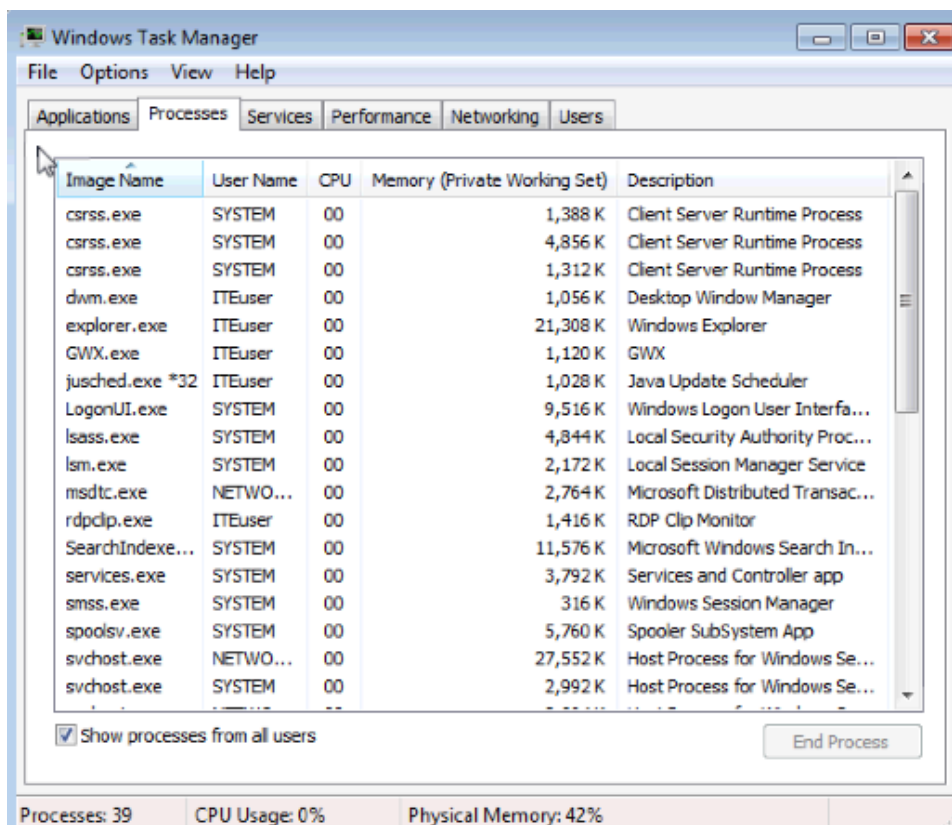 Windows Task Manager
File Options View Help
Applications Processes Services Performance Networking Users
Image Name User Name CPU Memory (Private Working Set) Description
csrss.exe SYSTEM 00 1,388 K Client Server Runtime Process
csrss.exe SYSTEM 00 4,856 K Client Server Runtime Process
csrss.exe SYSTEM 00 1,312 K Client Server Runtime Process
dwm.exe ITEuser 00 1,056 K Desktop Window Manager
explorer.exe ITEuser 00 21,308 K Windows Explorer
GWX.exe ITEuser 00 1,120 K GWX
jusched.exe *32 ITEuser 00 1,028 K Java Update Scheduler
LogonUI.exe SYSTEM 00 9,516 K Windows Logon User Interfa...
lsass.exe SYSTEM 00 4,844 K Local Security Authority Proc...
lsm.exe SYSTEM 00 2,172 K Local Session Manager Service
msdtc.exe NETWO... 00 2,764 K Microsoft Distributed Transac...
rdpclip.exe ITEuser 00 1,416 K RDP Clip Monitor
SearchIndexe... SYSTEM 00 11,576 K Microsoft Windows Search In...
services.exe SYSTEM 00 3,792 K Services and Controller app
smss.exe SYSTEM 00 316 K Windows Session Manager
spoolsv.exe SYSTEM 00 5,760 K Spooler SubSystem App
svchost.exe NETWO... 00 27,552 K Host Process for Windows Se...
svchost.exe SYSTEM 00 2,992 K Host Process for Windows Se...
Show processes from all users
End Process
Processes: 39 CPU Usage: 0% Physical Memory: 42%